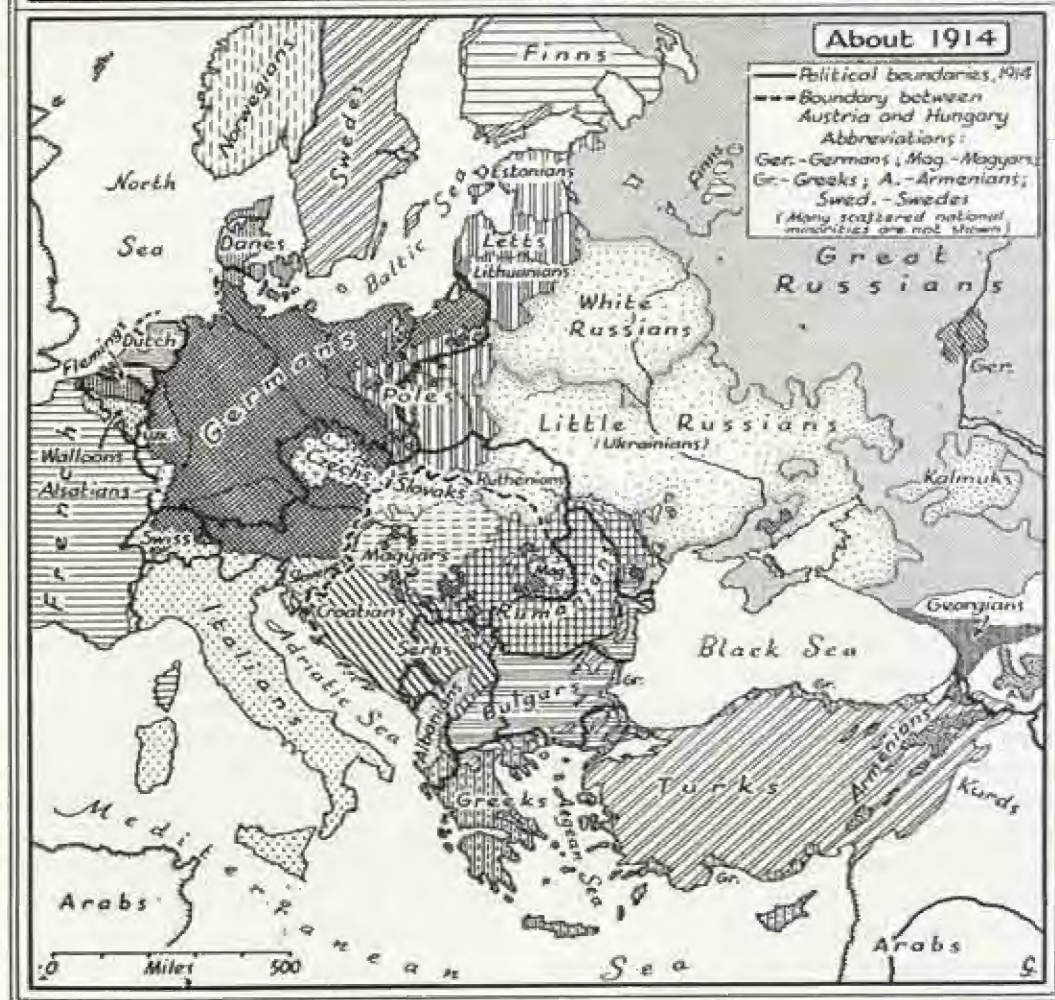 About 1914
Political boundaries, 1914
Boundary between
Austria and Hungary
Abbreviations:
Ger.-Germans; Mag.-Magyars;
Gr.-Greeks; A.-Armenians;
Swed.-Swedes
(Many scattered national
minorities are not shown)
Finns
Norwegians
Swedes
Finns
North
Sea
Baltic Sea
Estonians
Danes
Letts
Lithuanians
Great
Russians
White
Russians
Flemings
Dutch
Germans
Poles
Ger.
Little Russians
(Ukrainians)
Lux.
Walloons
Alsatians
French
Czechs
Slovaks
Ruthenians
Kalmuks
Swiss
Magyars
Mag.
Rumanians
Croatians
Serbs
Italians
Adriatic Sea
Georgians
Black Sea
Bulgars
Gr.
Gr.
Albanians
Greeks
Aegean Sea
Turks
Armenians
Kurds
Gr.
Mediterranean Sea
Arabs
Arabs
0 Miles 500